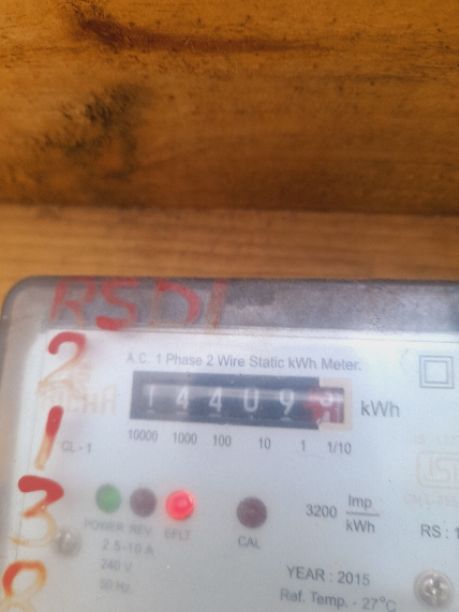 RSDI
2
A.C. 1 Phase 2 Wire Static kWh Meter.
1 4 4 0 9 kWh
1
10000 1000 100 10 1 1/10
CL - 1
3
POWER REV EFLT CAL
3200 Imp/kWh
RS : 1
2.5-10 A
240 V
50 Hz.
YEAR : 2015
Ref. Temp. - 27°C